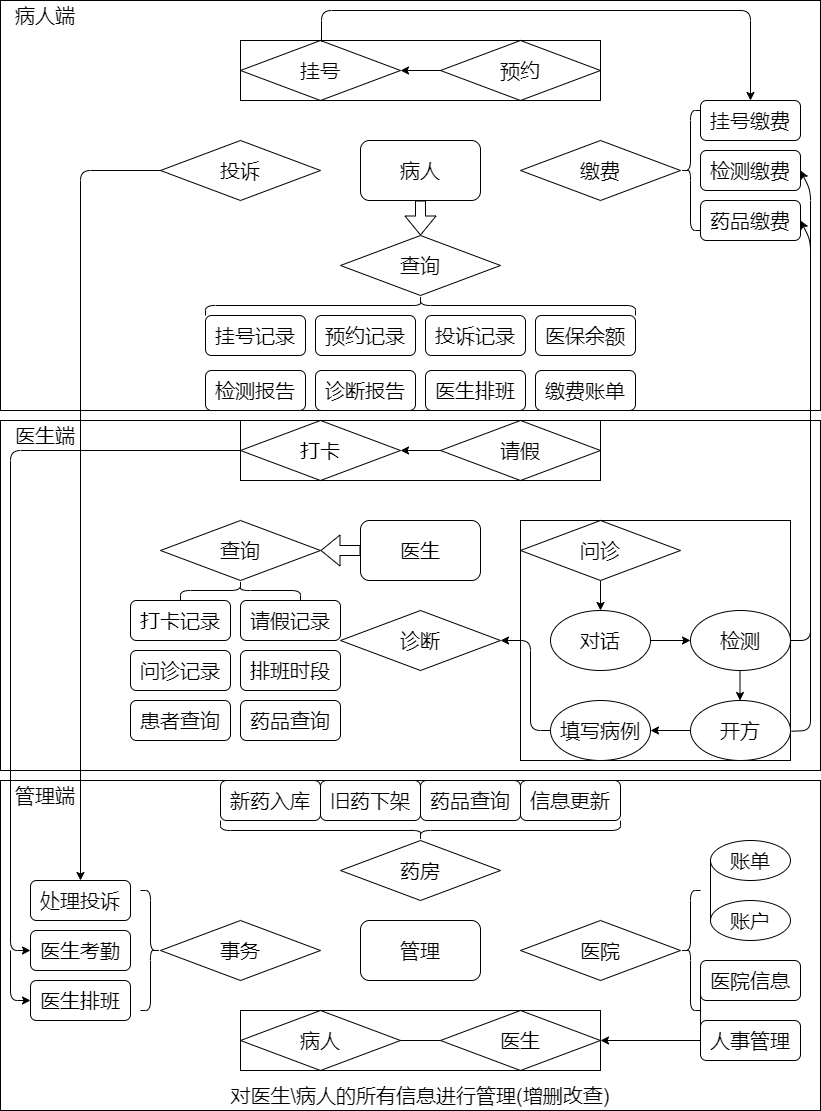 病人端
挂号
预约
挂号缴费
投诉
病人
缴费
检测缴费
药品缴费
查询
挂号记录
预约记录
投诉记录
医保余额
检测报告
诊断报告
医生排班
缴费账单
医生端
打卡
请假
查询
医生
问诊
打卡记录
请假记录
诊断
对话
检测
问诊记录
排班时段
患者查询
药品查询
填写病例
开方
管理端
新药入库
旧药下架
药品查询
信息更新
药房
账单
处理投诉
账户
医生考勤
事务
管理
医院
医院信息
医生排班
病人
医生
人事管理
对医生\病人的所有信息进行管理(增删改查)